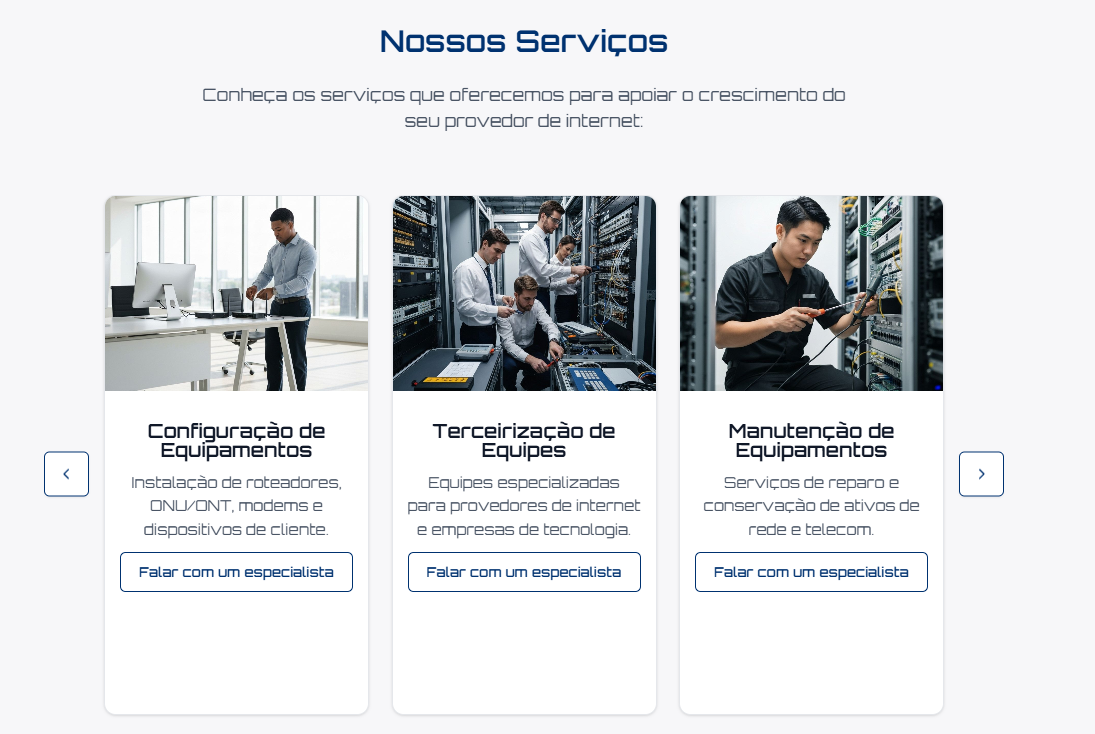 Nossos Serviços
Conheça os serviços que oferecemos para apoiar o crescimento do
seu provedor de internet:
Configuração de
Equipamentos
Instalação de roteadores,
ONU/ONT, modems e
dispositivos de cliente.
Falar com um especialista
Terceirização de
Equipes
Equipes especializadas
para provedores de internet
e empresas de tecnologia.
Falar com um especialista
Manutenção de
Equipamentos
Serviços de reparo e
conservação de ativos de
rede e telecom.
Falar com um especialista